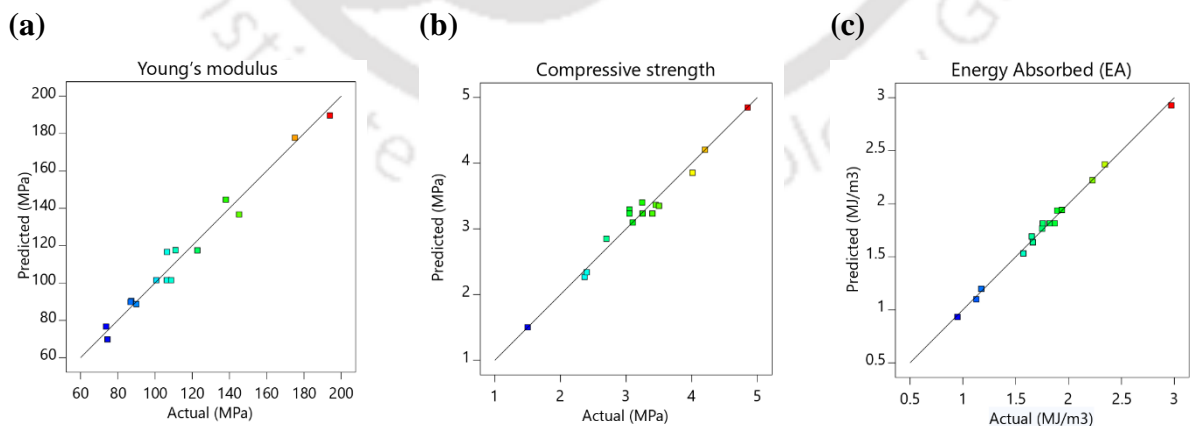 (a)
(b)
(c)
Young's modulus
200
180
160
140
120
100
80
60
Predicted (MPa)
60 80 100 120 140 160 180 200
Actual (MPa)
Compressive strength
5
4
3
2
1
Predicted (MPa)
1 2 3 4 5
Actual (MPa)
Energy Absorbed (EA)
3
2.5
2
1.5
1
0.5
Predicted (MJ/m3)
0.5 1 1.5 2 2.5 3
Actual (MJ/m3)